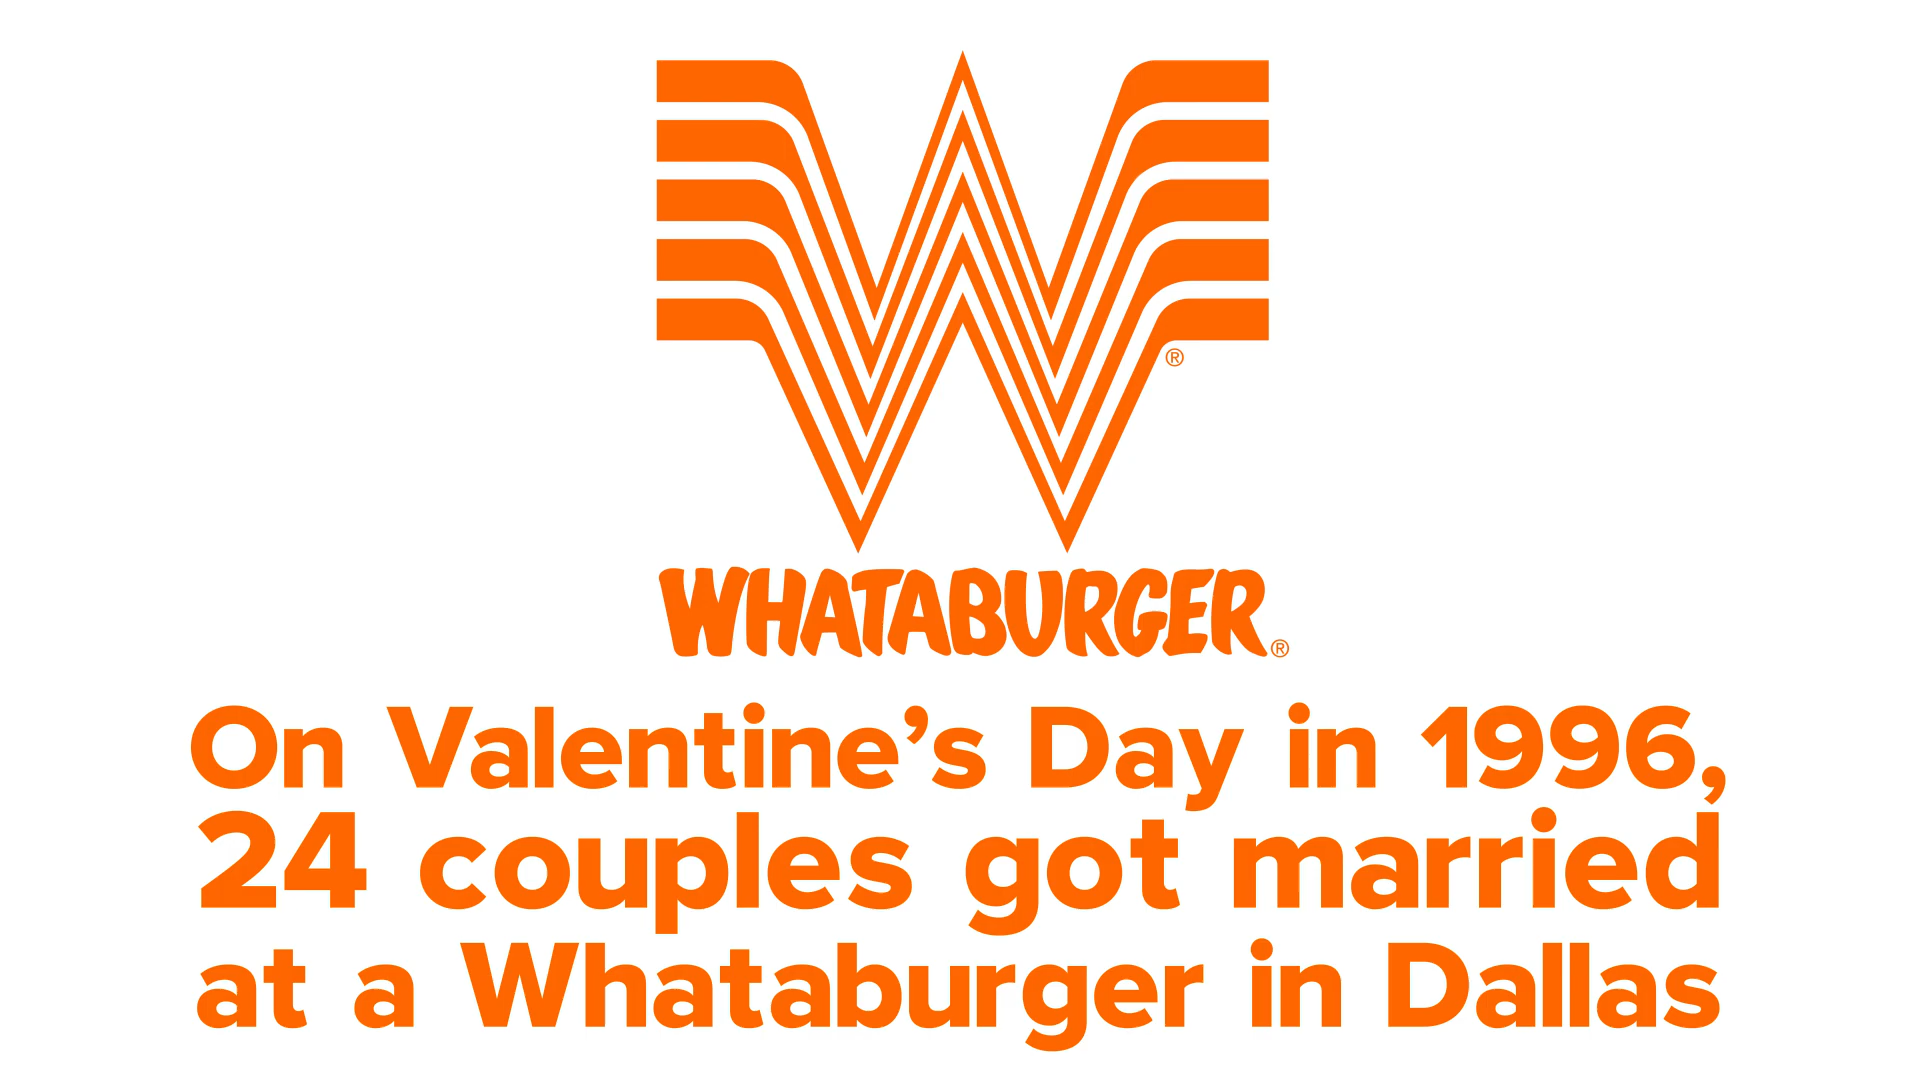 W®
WHATABURGER®
On Valentine’s Day in 1996,
24 couples got married
at a Whataburger in Dallas